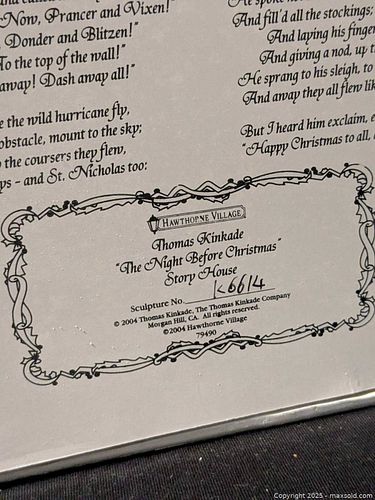 "Now, Prancer and Vixen!
Donder and Blitzen!"
To the top of the wall!"
away! Dash away all!"
the wild hurricane fly,
obstacle, mount to the sky;
the coursers they flew,
– and St. Nicholas too:
And fill'd all the stockings;
And laying his finger
And giving a nod, up
He sprang to his sleigh, to
And away they all flew like
But I heard him exclaim,
"Happy Christmas to all,
HAWTHORNE VILLAGE
Thomas Kinkade
"The Night Before Christmas"
Story House
Sculpture No. K6614
© 2004 Thomas Kinkade, The Thomas Kinkade Company
Morgan Hill, CA. All rights reserved.
©2004 Hawthorne Village
79490
Copyright 2025 - maxsold.com